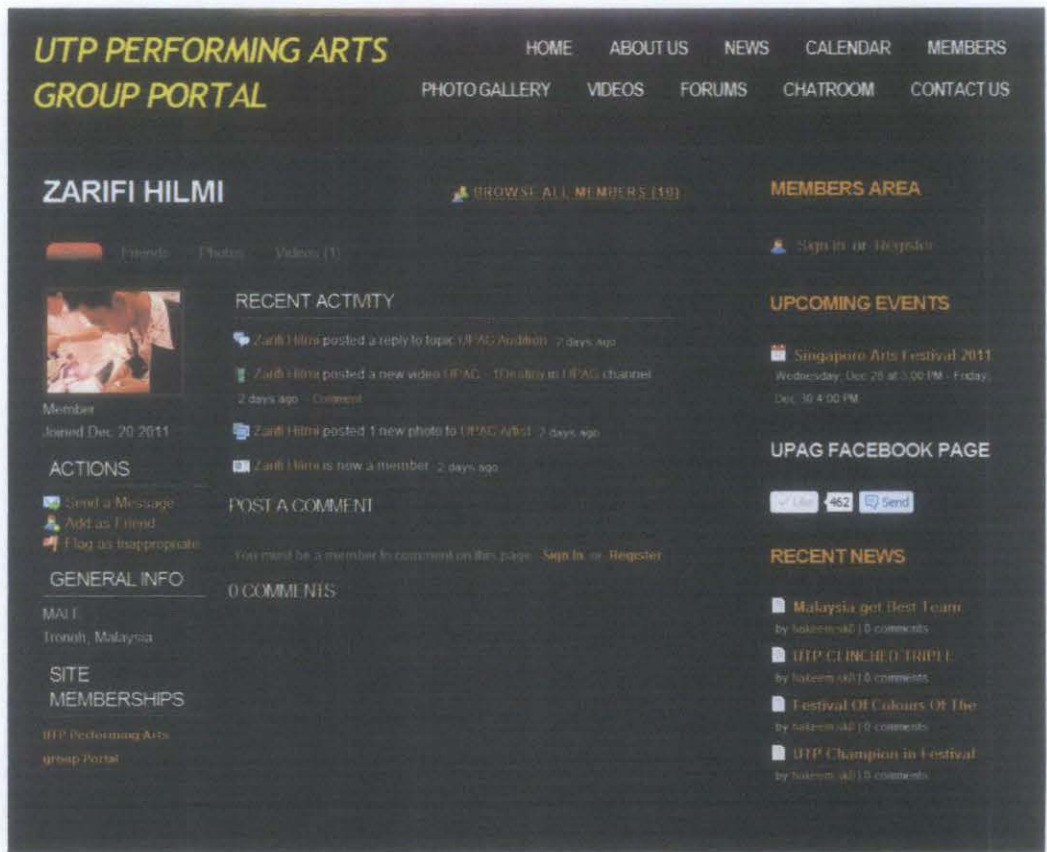 UTP PERFORMING ARTS
GROUP PORTAL
HOME ABOUT US NEWS CALENDAR MEMBERS
PHOTO GALLERY VIDEOS FORUMS CHATROOM CONTACT US
ZARIFI HILMI
BROWSE ALL MEMBERS (10)
Friends Photos Videos (1)
Member
Joined Dec 20 2011
ACTIONS
Send a Message
Add as Friend
Flag as Inappropriate
GENERAL INFO
MALE
Tronoh, Malaysia
SITE
MEMBERSHIPS
UTP Performing Arts
group Portal
RECENT ACTIVITY
Zarifi Hilmi posted a reply to topic UPAG Audition 2 days ago
Zarifi Hilmi posted a new video UPAG - 1Destiny in UPAG channel
2 days ago - Comment
Zarifi Hilmi posted 1 new photo to UPAG Artist 2 days ago
Zarifi Hilmi is now a member 2 days ago
POST A COMMENT
You must be a member to comment on this page. Sign In or Register
0 COMMENTS
MEMBERS AREA
Sign In or Register
UPCOMING EVENTS
Singapore Arts Festival 2011
Wednesday, Dec 28 at :00 PM - Friday,
Dec 30 4:00 PM
UPAG FACEBOOK PAGE
Like 462 Send
RECENT NEWS
Malaysia get Best Team
by | 0 comments
UTP CLINCHED TRIPLE
by | 0 comments
Festival Of Colours Of The
by | 0 comments
UTP Champion in Festival
by | 0 comments